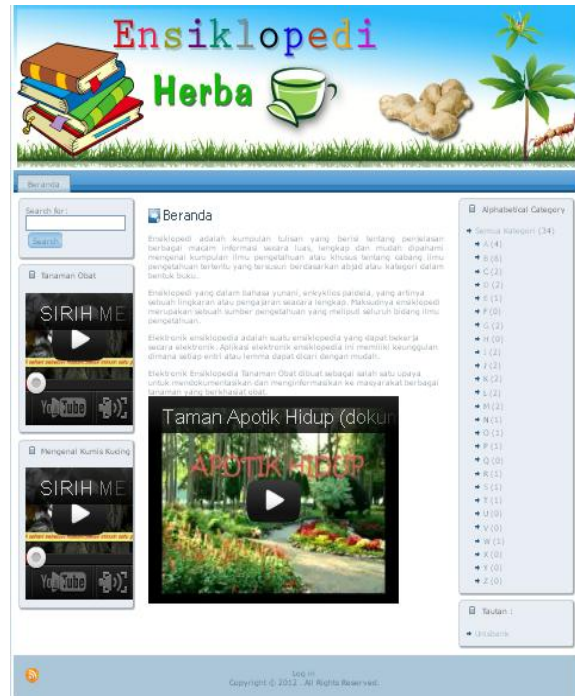 Ensiklopedi
Herba
Beranda
Search for:
Search
Tanaman Obat
SIRIH ME
YouTube
Mengenal Kumis Kucing
SIRIH ME
YouTube
Beranda
Ensiklopedi adalah kumpulan tulisan yang berisi tentang penjelasan
berbagai macam informasi secara luas, lengkap dan mudah dipahami
mengenai kumpulan ilmu pengetahuan atau khusus tentang cabang ilmu
pengetahuan tertentu yang tersusun berdasarkan abjad atau kategori dalam
bentuk buku.
Ensiklopedi yang dalam bahasa yunani, enkyklios paideia, yang artinya
sebuah lingkaran atau pengajaran secara lengkap. Maksudnya ensiklopedi
merupakan sebuah sumber pengetahuan yang meliputi seluruh bidang ilmu
pengetahuan.
Elektronik ensiklopedia adalah suatu ensiklopedia yang dapat bekerja
secara elektronik. Aplikasi elektronik ensiklopedia ini memiliki keunggulan
dimana setiap entri atau lemma dapat dicari dengan mudah.
Elektronik Ensiklopedia Tanaman Obat dibuat sebagai salah satu upaya
untuk mendokumentasikan dan menginformasikan ke masyarakat berbagai
tanaman yang berkhasiat obat.
Taman Apotik Hidup (dokun
APOTIK HIDUP
Alphabetical Category
Semua Kategori (34)
A (4)
B (6)
C (2)
D (2)
E (1)
F (0)
G (2)
H (0)
I (2)
J (2)
K (2)
L (2)
M (2)
N (1)
O (1)
P (1)
Q (0)
R (1)
S (1)
T (1)
U (0)
V (0)
W (1)
X (0)
Y (0)
Z (0)
Tautan :
Log in
Copyright © 2012 . All Rights Reserved.